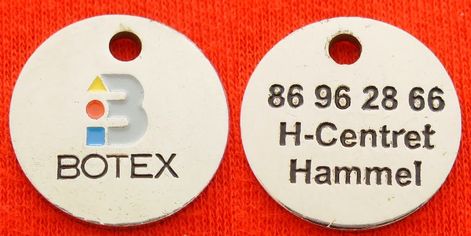 BOTEX
86 96 28 66
H-Centret
Hammel